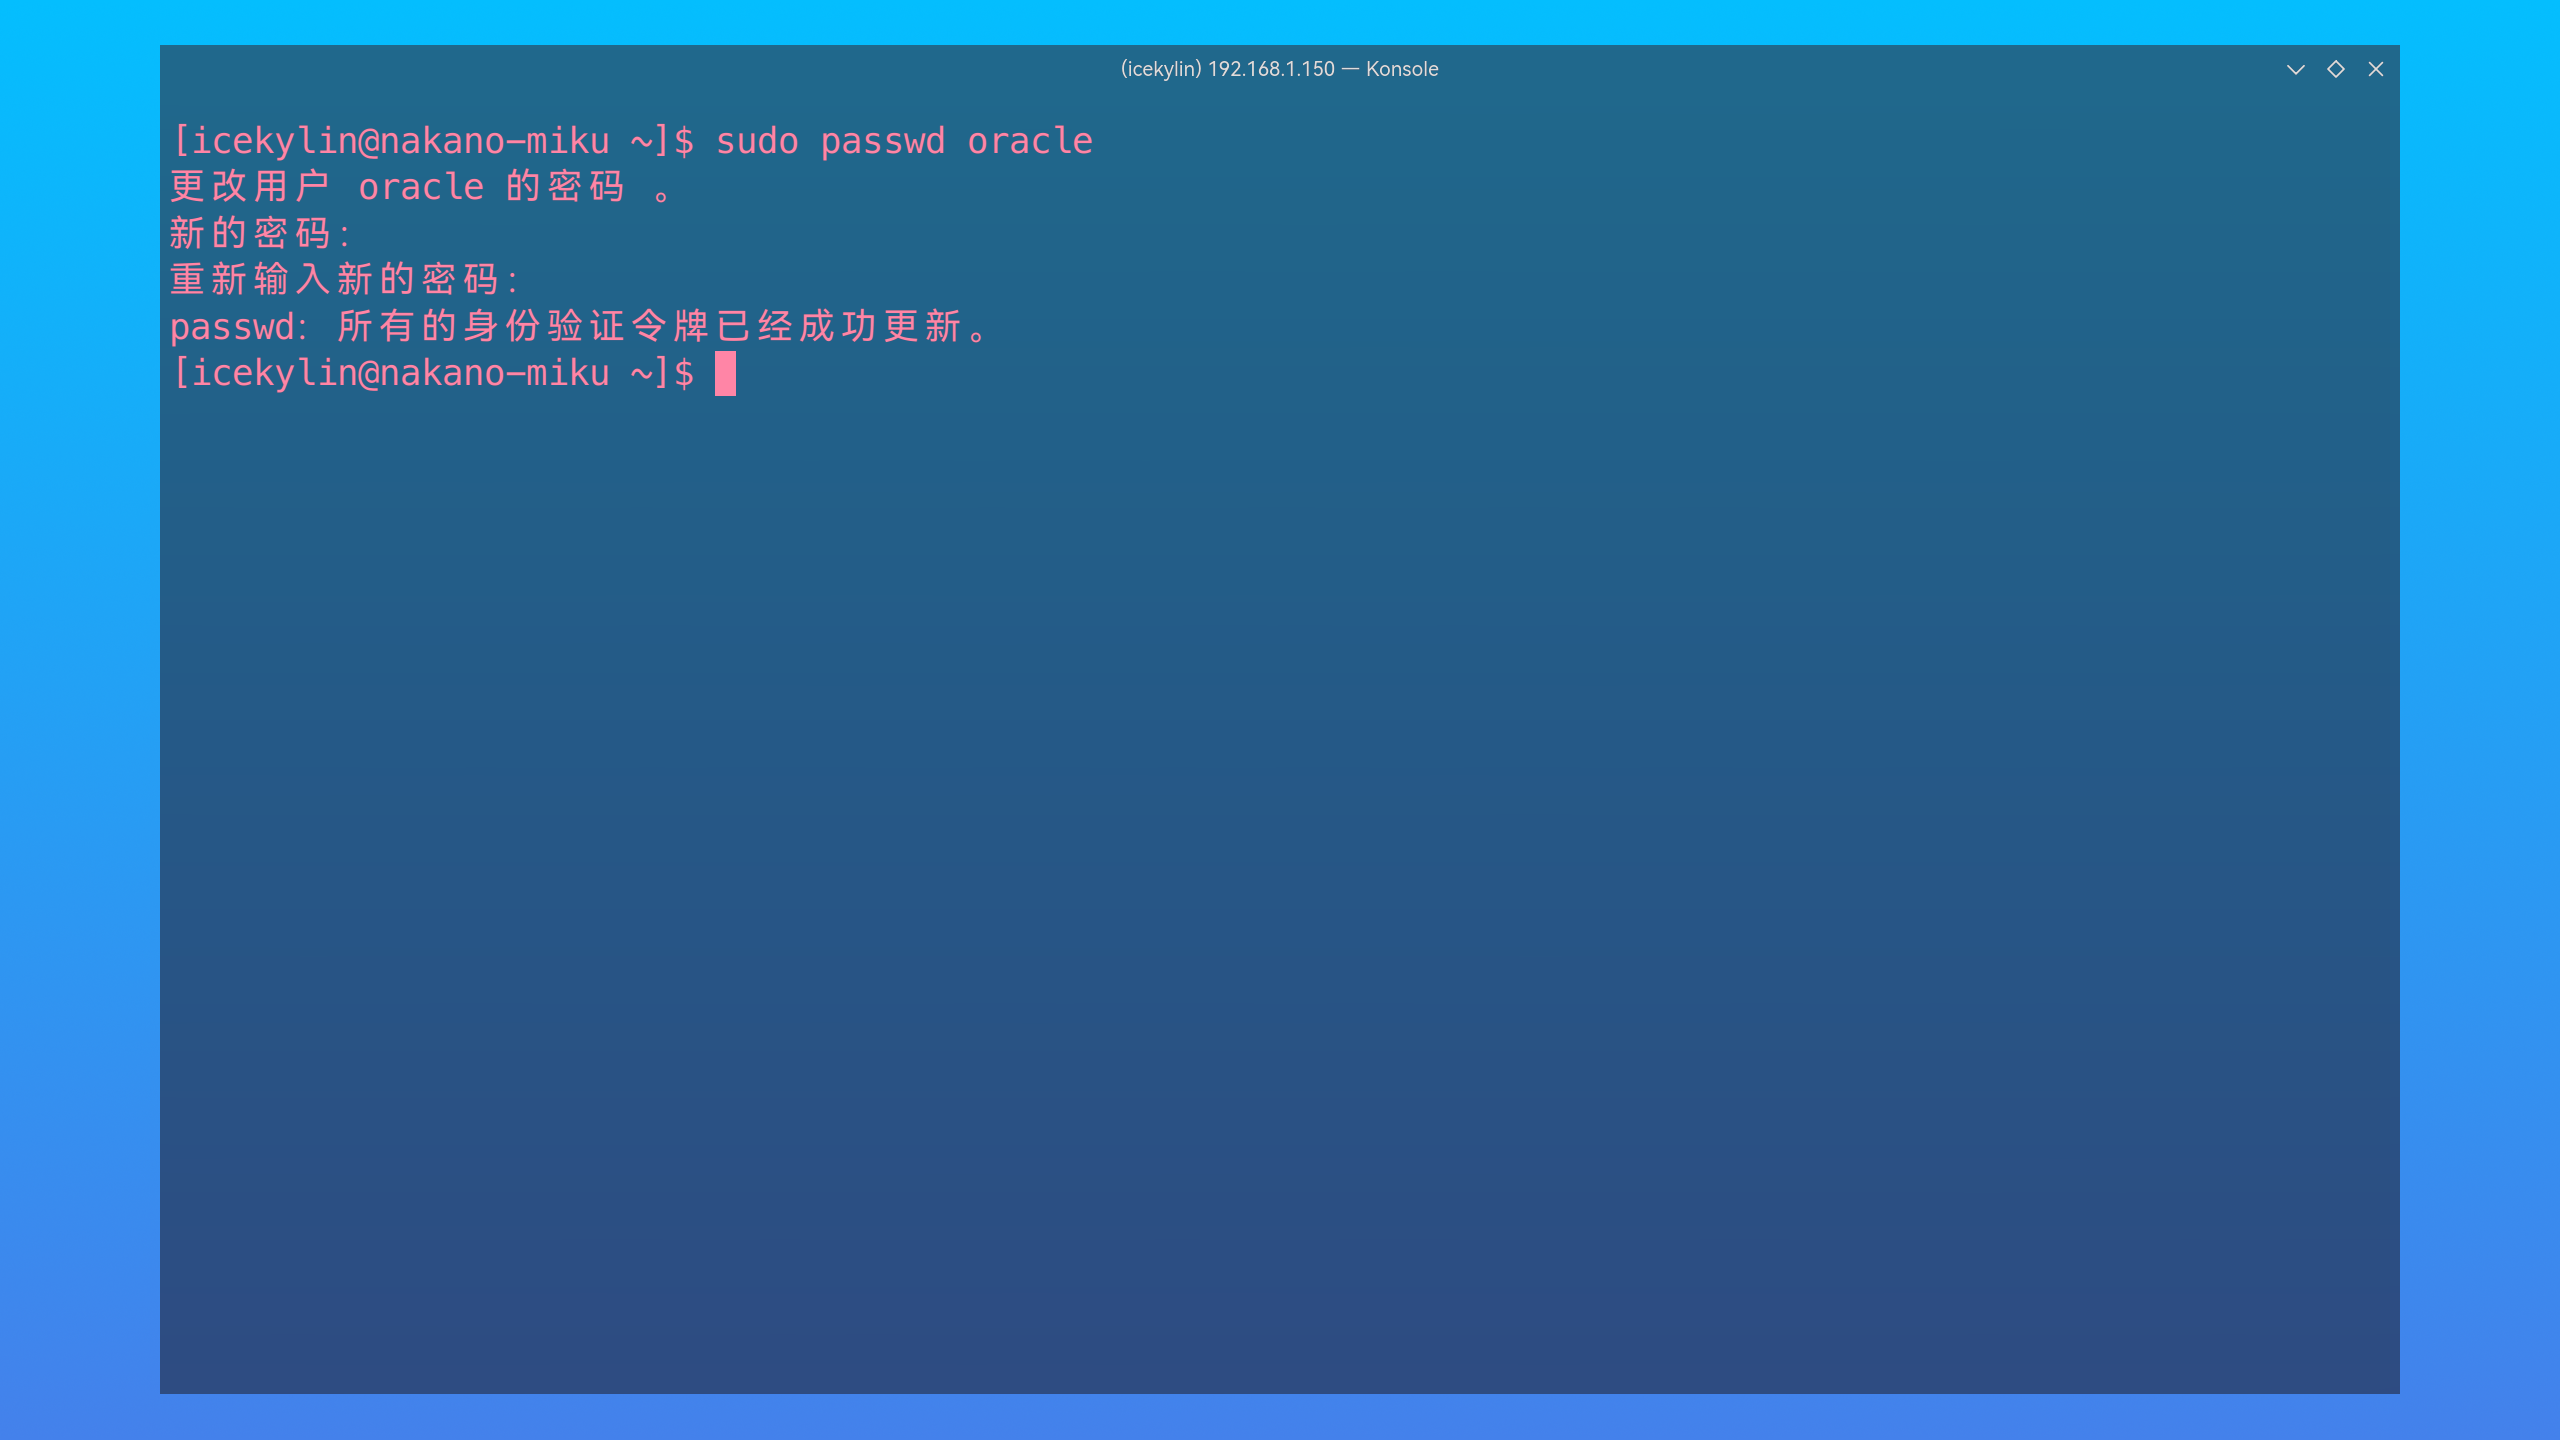 (icekylin) 192.168.1.150 — Konsole
[icekylin@nakano-miku ~]$ sudo passwd oracle
更改用户 oracle 的密码 。
新的密码：
重新输入新的密码：
passwd：所有的身份验证令牌已经成功更新。
[icekylin@nakano-miku ~]$